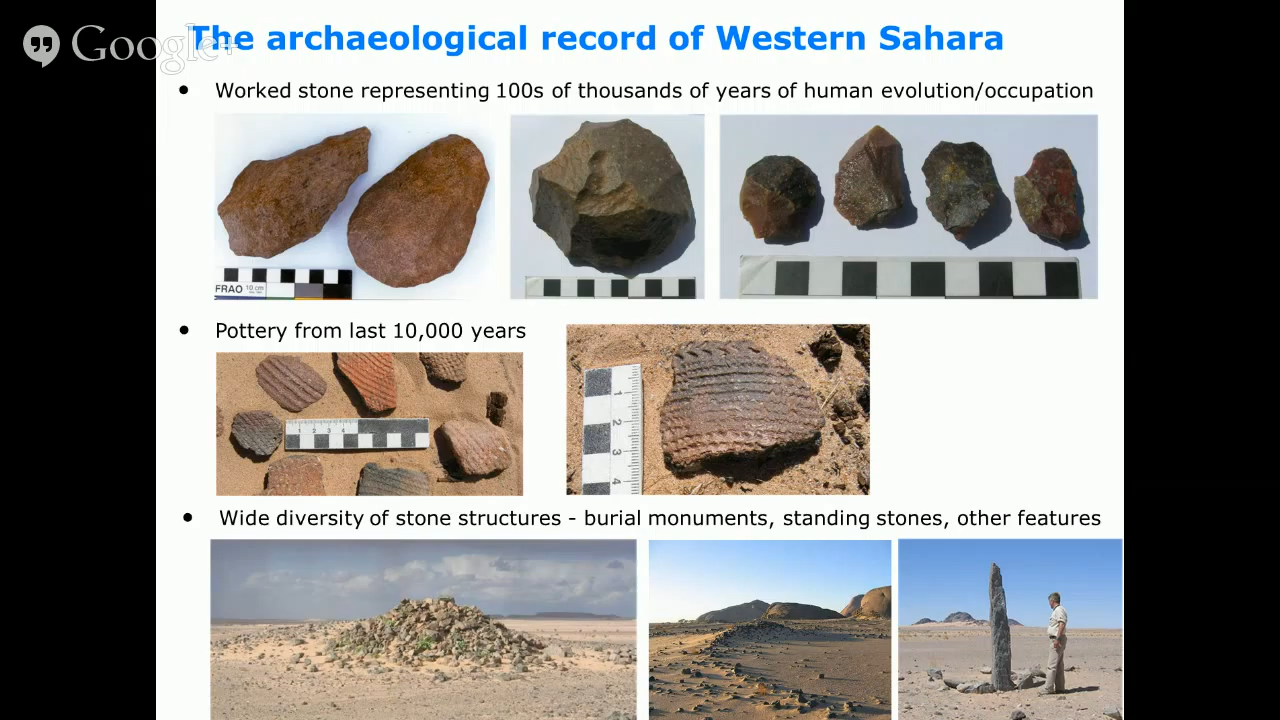 Google+
The archaeological record of Western Sahara
• Worked stone representing 100s of thousands of years of human evolution/occupation
FRAO 10 cm
• Pottery from last 10,000 years
1 2 3 4
1
2
3
4
• Wide diversity of stone structures - burial monuments, standing stones, other features